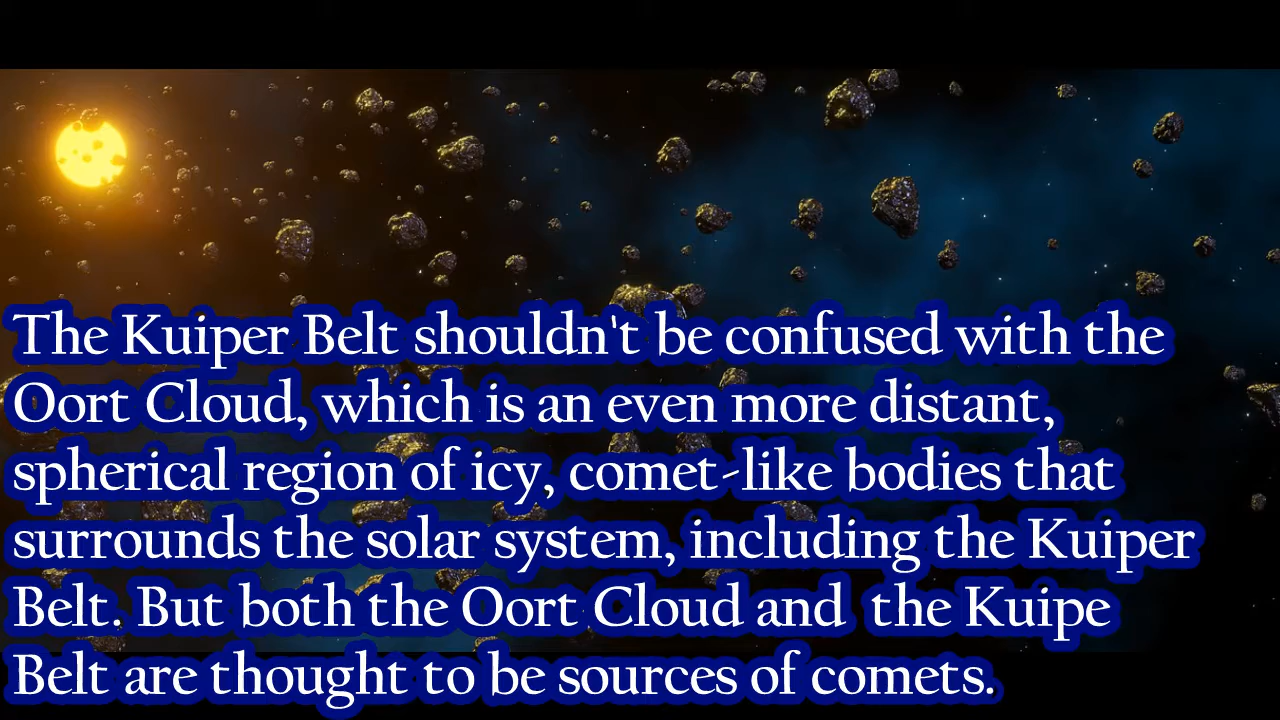 The Kuiper Belt shouldn't be confused with the
Oort Cloud, which is an even more distant,
spherical region of icy, comet-like bodies that
surrounds the solar system, including the Kuiper
Belt. But both the Oort Cloud and  the Kuipe
Belt are thought to be sources of comets.